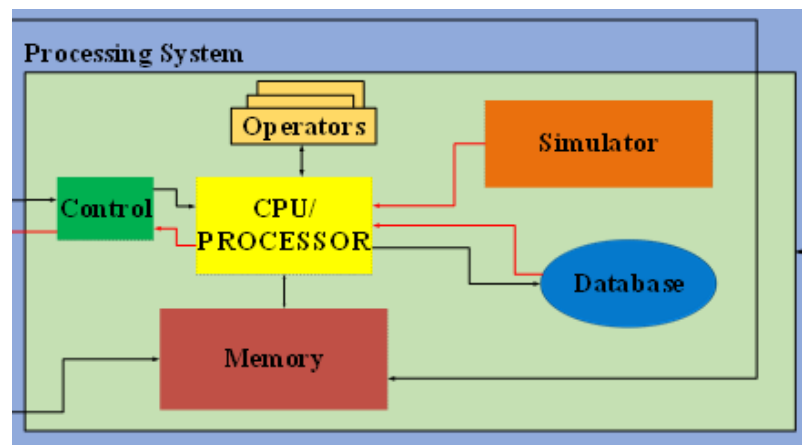 Processing System
Operators
Simulator
Control
CPU/
PROCESSOR
Database
Memory